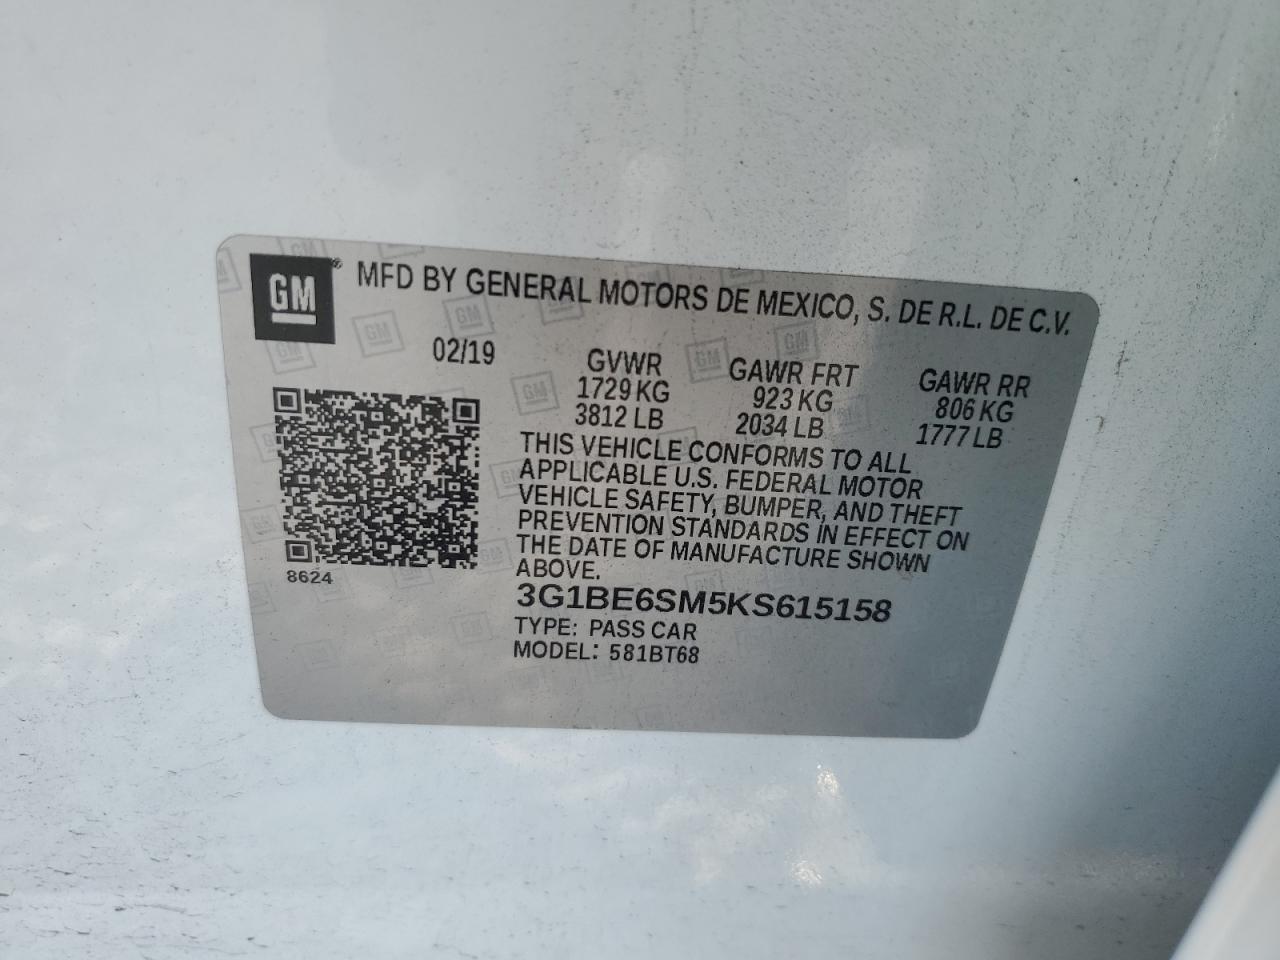 GM® MFD BY GENERAL MOTORS DE MEXICO, S. DE R.L. DE C.V.
02/19
GVWR
1729 KG
3812 LB
GAWR FRT
923 KG
2034 LB
GAWR RR
806 KG
1777 LB
THIS VEHICLE CONFORMS TO ALL
APPLICABLE U.S. FEDERAL MOTOR
VEHICLE SAFETY, BUMPER, AND THEFT
PREVENTION STANDARDS IN EFFECT ON
THE DATE OF MANUFACTURE SHOWN
ABOVE.
8624
3G1BE6SM5KS615158
TYPE: PASS CAR
MODEL: 581BT68